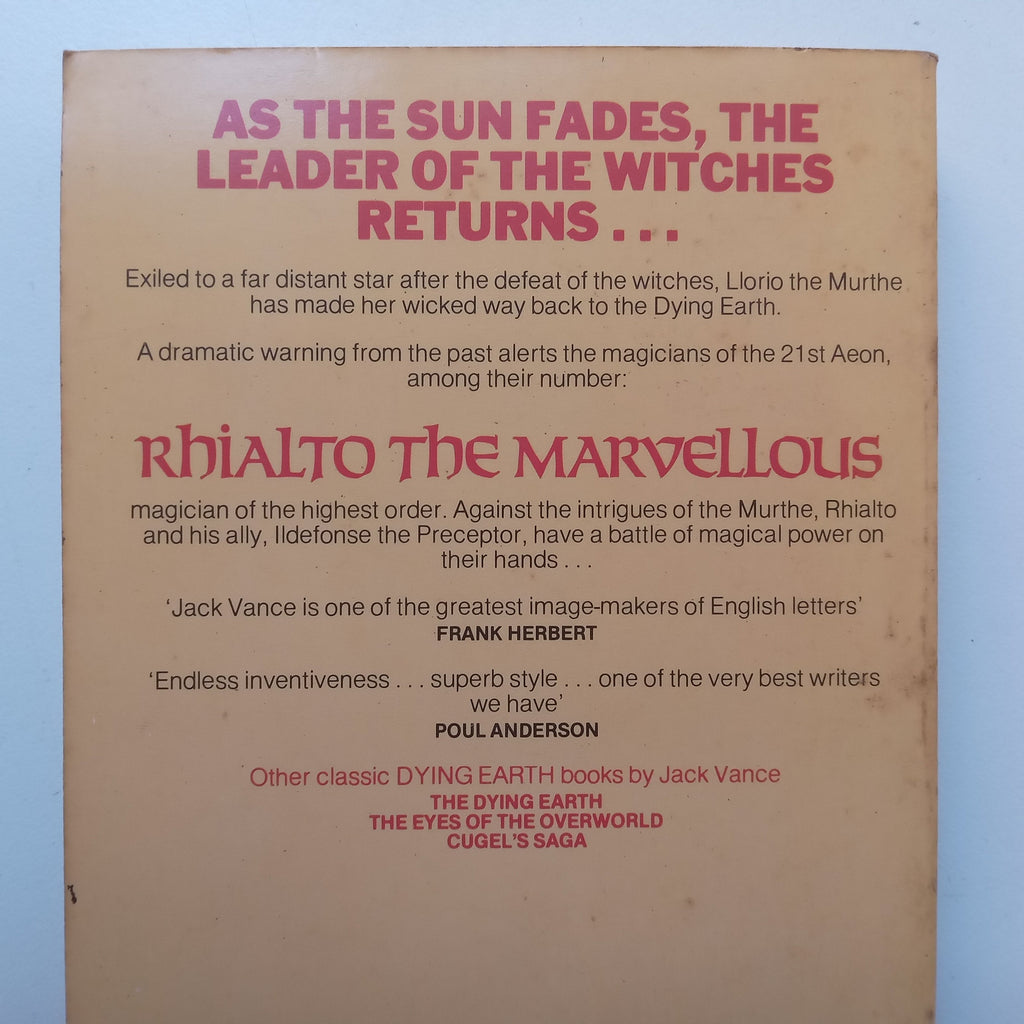 AS THE SUN FADES, THE
LEADER OF THE WITCHES
RETURNS . . .
Exiled to a far distant star after the defeat of the witches, Llorio the Murthe
has made her wicked way back to the Dying Earth.
A dramatic warning from the past alerts the magicians of the 21st Aeon,
among their number:
RhIALTO The MARVELLOUS
magician of the highest order. Against the intrigues of the Murthe, Rhialto
and his ally, Ildefonse the Preceptor, have a battle of magical power on
their hands . . .
‘Jack Vance is one of the greatest image-makers of English letters’
FRANK HERBERT
‘Endless inventiveness . . . superb style . . . one of the very best writers
we have’
POUL ANDERSON
Other classic DYING EARTH books by Jack Vance
THE DYING EARTH
THE EYES OF THE OVERWORLD
CUGEL’S SAGA